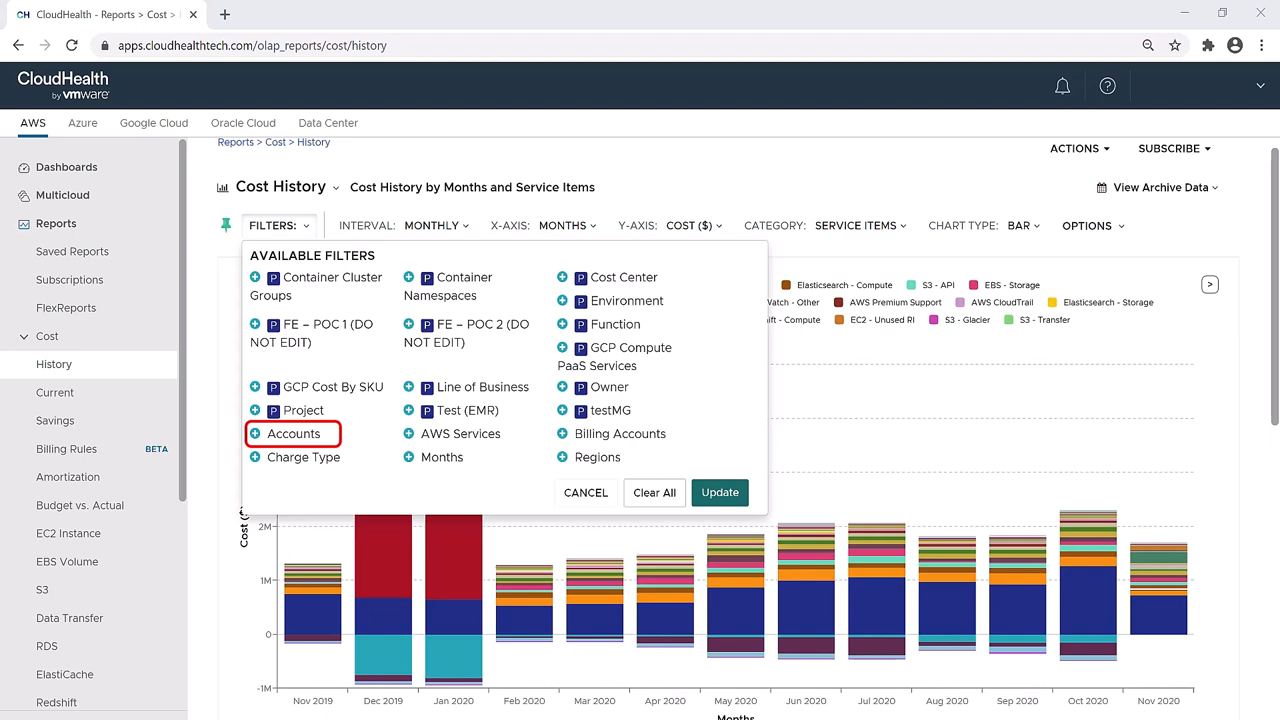 CH CloudHealth - Reports > Cost >
apps.cloudhealthtech.com/olap_reports/cost/history
CloudHealth
by vmware
AWS Azure Google Cloud Oracle Cloud Data Center
Dashboards
Multicloud
Reports
Saved Reports
Subscriptions
FlexReports
Cost
History
Current
Savings
Billing Rules BETA
Amortization
Budget vs. Actual
EC2 Instance
EBS Volume
S3
Data Transfer
RDS
ElastiCache
Redshift
Reports > Cost > History
ACTIONS SUBSCRIBE
Cost History Cost History by Months and Service Items View Archive Data
FILTERS: INTERVAL: MONTHLY X-AXIS: MONTHS Y-AXIS: COST ($) CATEGORY: SERVICE ITEMS CHART TYPE: BAR OPTIONS
AVAILABLE FILTERS
P Container Cluster
Groups
P Container
Namespaces
P Cost Center
P Environment
P FE – POC 1 (DO
NOT EDIT)
P FE – POC 2 (DO
NOT EDIT)
P Function
P GCP Compute
PaaS Services
P GCP Cost By SKU P Line of Business P Owner
P Project P Test (EMR) P testMG
Accounts AWS Services Billing Accounts
Charge Type Months Regions
CANCEL Clear All Update
Elasticsearch - Compute S3 - API EBS - Storage >
Watch - Other AWS Premium Support AWS CloudTrail Elasticsearch - Storage
ift - Compute EC2 - Unused RI S3 - Glacier S3 - Transfer
Cost ($
2M
1M
0
-1M
Nov 2019 Dec 2019 Jan 2020 Feb 2020 Mar 2020 Apr 2020 May 2020 Jun 2020 Jul 2020 Aug 2020 Sep 2020 Oct 2020 Nov 2020
Months